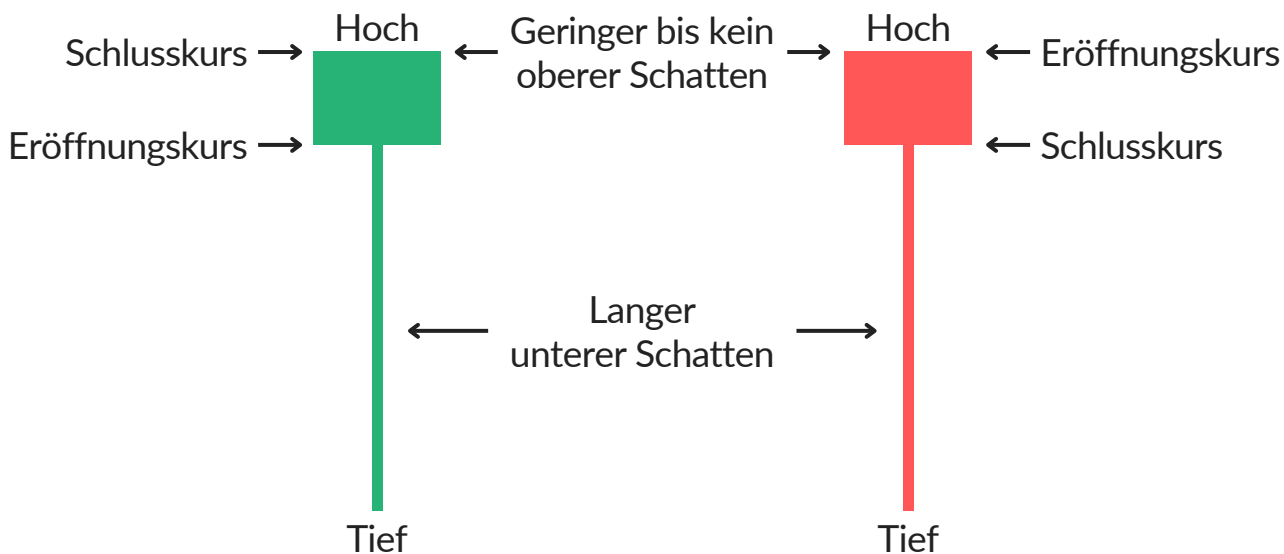 Hoch
Geringer bis kein
oberer Schatten
Hoch
Schlusskurs
Eröffnungskurs
Eröffnungskurs
Schlusskurs
Langer
unterer Schatten
Tief
Tief